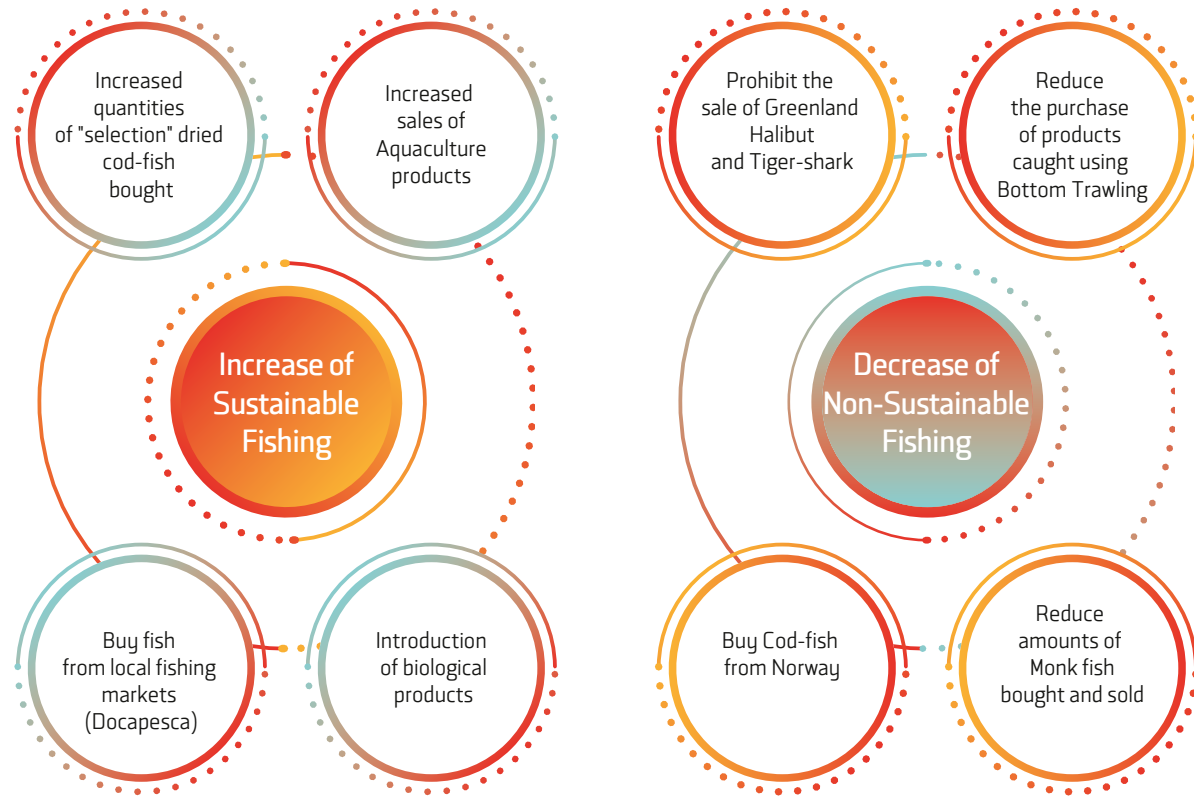 Increased
quantities
of "selection" dried
cod-fish
bought
Increased
sales of
Aquaculture
products
Increase of
Sustainable
Fishing
Buy fish
from local fishing
markets
(Docapesca)
Introduction
of biological
products
Prohibit the
sale of Greenland
Halibut
and Tiger-shark
Reduce
the purchase
of products
caught using
Bottom Trawling
Decrease of
Non-Sustainable
Fishing
Buy Cod-fish
from Norway
Reduce
amounts of
Monk fish
bought and sold